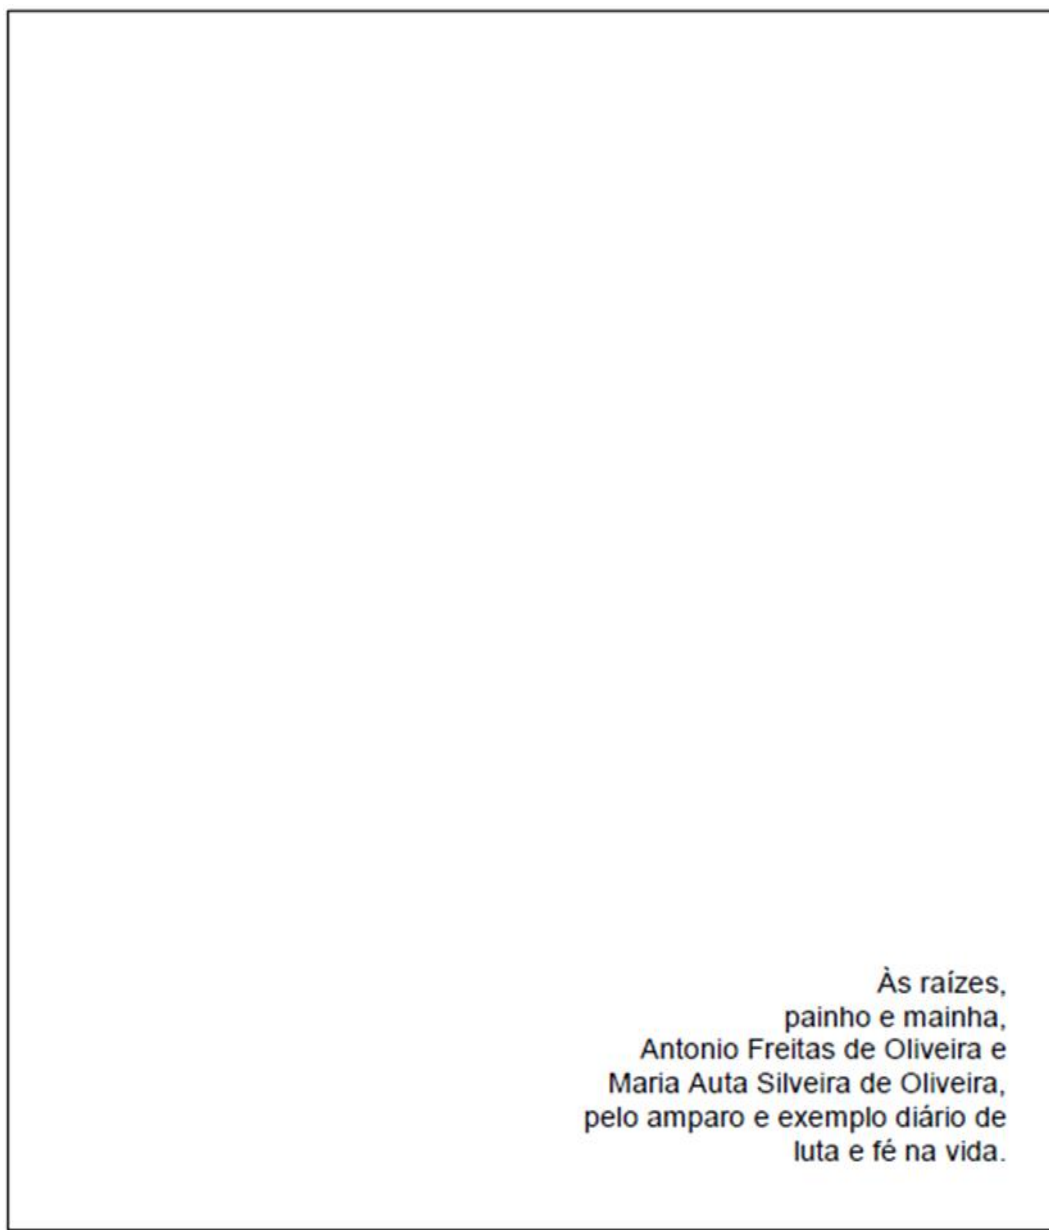 Às raízes,
painho e mainha,
Antonio Freitas de Oliveira e
Maria Auta Silveira de Oliveira,
pelo amparo e exemplo diário de
luta e fé na vida.